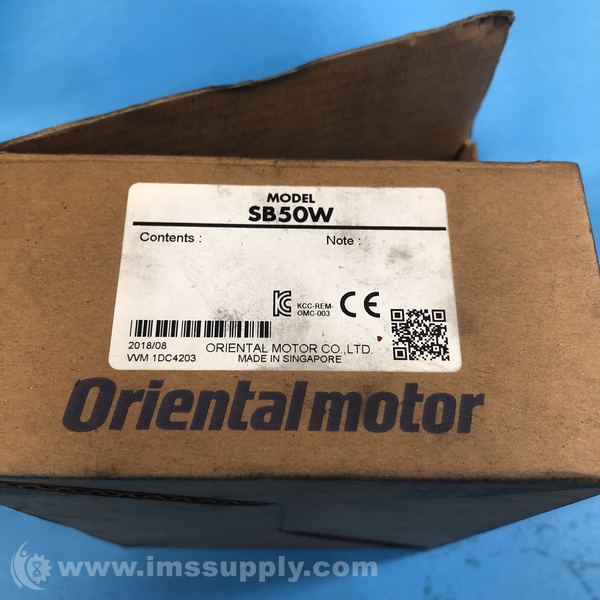 MODEL
SB50W
Contents : Note :
KCC-REM-
OMC-003
CE
2018/08 ORIENTAL MOTOR CO.,LTD.
VVM 1DC4203 MADE IN SINGAPORE
Orientalmotor
www.imssupply.com